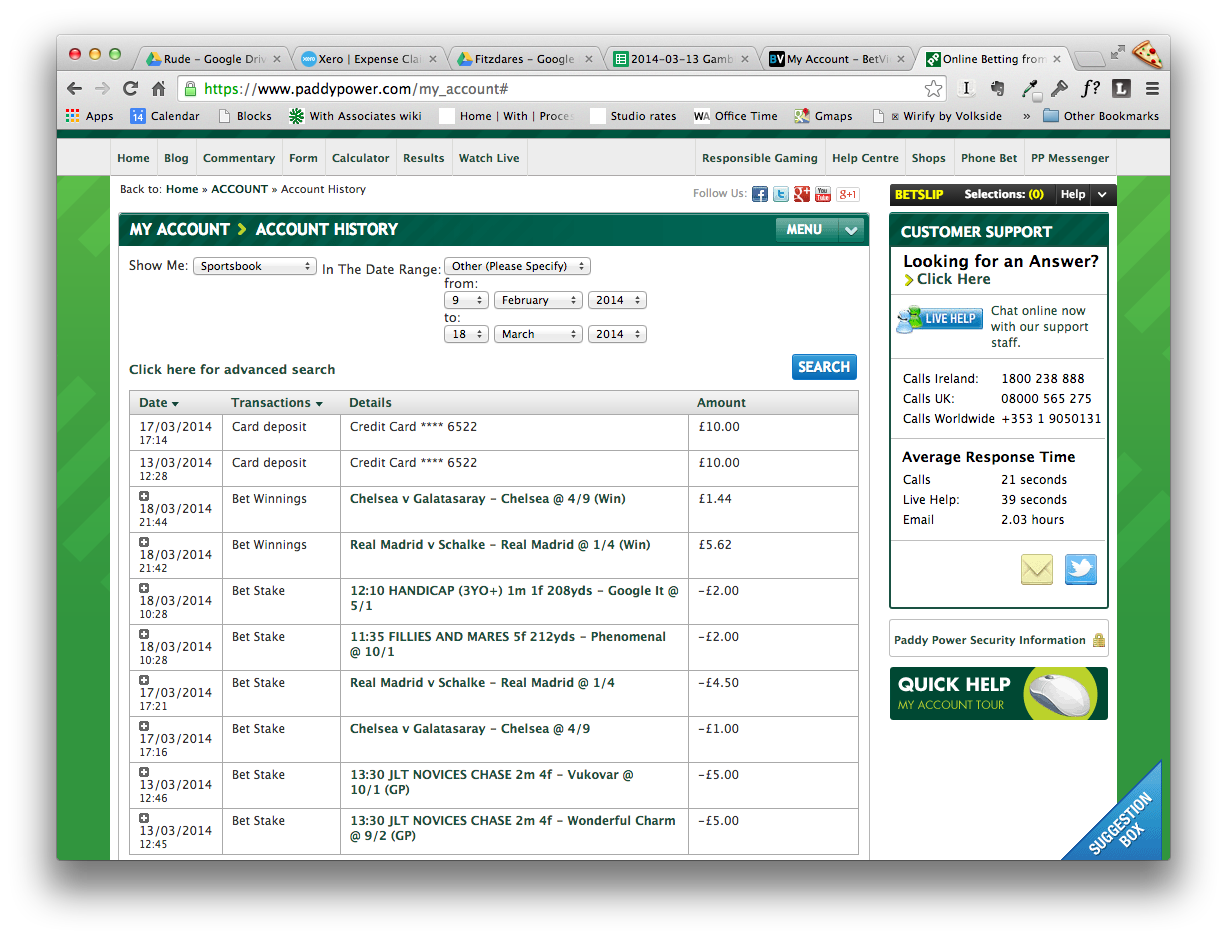 Rude – Google Driv
Xero | Expense Clai
Fitzdares – Google
2014-03-13 Gamb
My Account – BetVi
Online Betting from
https://www.paddypower.com/my_account#
Apps
14 Calendar
Blocks
With Associates wiki
Home | With | Proces
Studio rates
WA Office Time
Gmaps
Wirify by Volkside
»
Other Bookmarks
Home Blog Commentary Form Calculator Results Watch Live Responsible Gaming Help Centre Shops Phone Bet PP Messenger
Back to: Home » ACCOUNT » Account History
Follow Us:
g+1
BETSLIP Selections: (0) Help
MY ACCOUNT > ACCOUNT HISTORY
MENU
Show Me: Sportsbook In The Date Range: Other (Please Specify)
from:
9 February 2014
to:
18 March 2014
Click here for advanced search
SEARCH
Date Transactions Details Amount
17/03/2014 Card deposit Credit Card **** 6522 £10.00
17:14
13/03/2014 Card deposit Credit Card **** 6522 £10.00
12:28
18/03/2014 Bet Winnings Chelsea v Galatasaray – Chelsea @ 4/9 (Win) £1.44
21:44
18/03/2014 Bet Winnings Real Madrid v Schalke – Real Madrid @ 1/4 (Win) £5.62
21:42
18/03/2014 Bet Stake 12:10 HANDICAP (3YO+) 1m 1f 208yds – Google It @ –£2.00
10:28 5/1
18/03/2014 Bet Stake 11:35 FILLIES AND MARES 5f 212yds – Phenomenal –£2.00
10:28 @ 10/1
17/03/2014 Bet Stake Real Madrid v Schalke – Real Madrid @ 1/4 –£4.50
17:21
17/03/2014 Bet Stake Chelsea v Galatasaray – Chelsea @ 4/9 –£1.00
17:16
13/03/2014 Bet Stake 13:30 JLT NOVICES CHASE 2m 4f – Vukovar @ –£5.00
12:46 10/1 (GP)
13/03/2014 Bet Stake 13:30 JLT NOVICES CHASE 2m 4f – Wonderful Charm –£5.00
12:45 @ 9/2 (GP)
CUSTOMER SUPPORT
Looking for an Answer?
> Click Here
LIVE HELP
Chat online now
with our support
staff.
Calls Ireland: 1800 238 888
Calls UK: 08000 565 275
Calls Worldwide +353 1 9050131
Average Response Time
Calls 21 seconds
Live Help: 39 seconds
Email 2.03 hours
Paddy Power Security Information
QUICK HELP
MY ACCOUNT TOUR
SUGGESTION
BOX